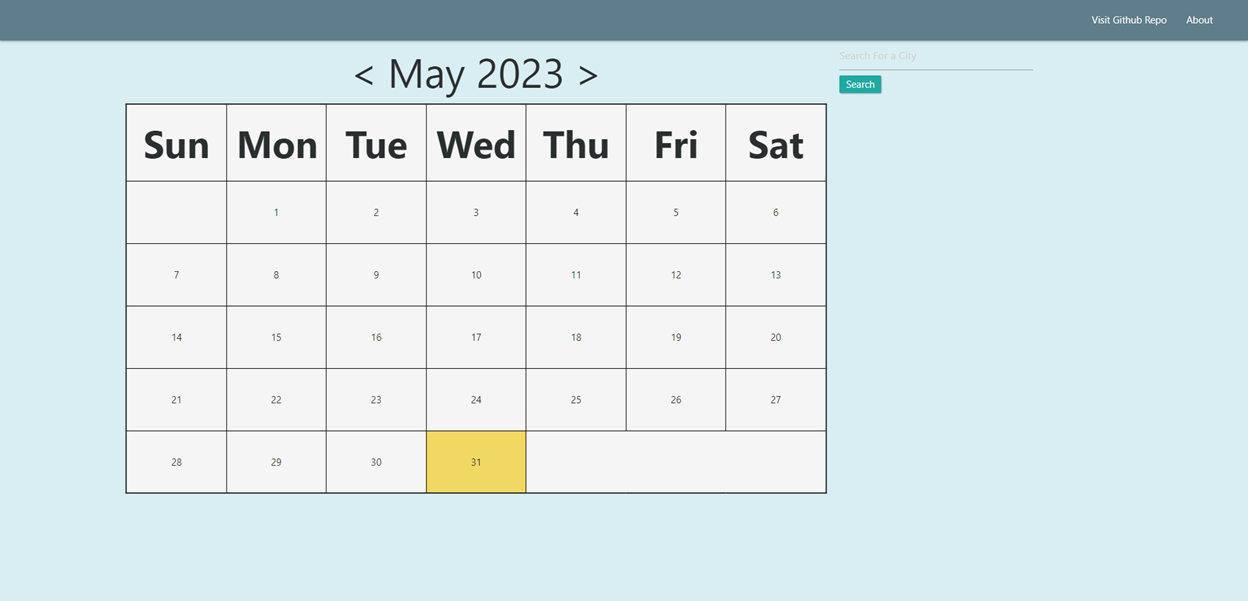 Visit Github Repo About
< May 2023 >
Search For a City
Search
Sun Mon Tue Wed Thu Fri Sat
1 2 3 4 5 6
7 8 9 10 11 12 13
14 15 16 17 18 19 20
21 22 23 24 25 26 27
28 29 30 31